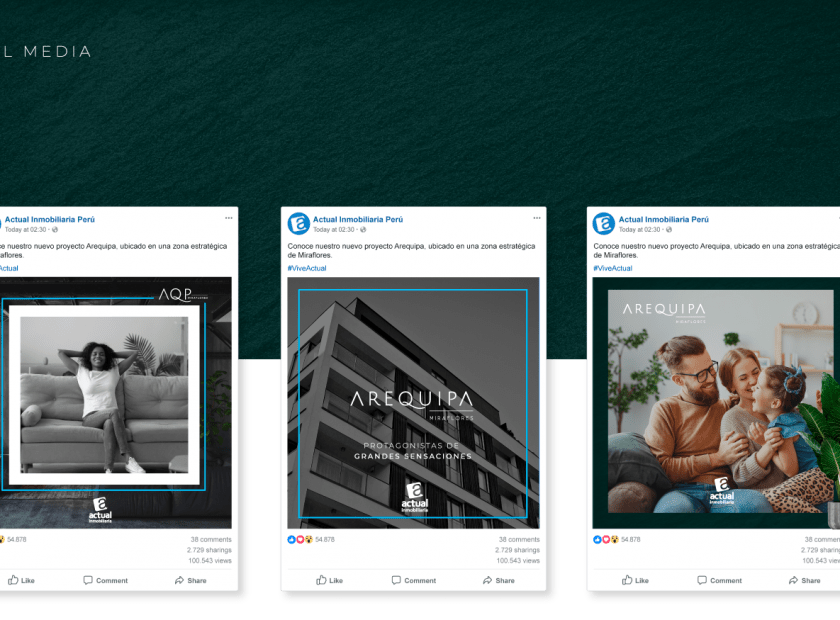 L MEDIA
Actual Inmobiliaria Perú
Today at 02:30 ·
ce nuestro nuevo proyecto Arequipa, ubicado en una zona estratégica
aflores.
Actual
AQP
actual
inmobiliaria
54.878
38 comments
2.729 sharings
100.543 views
Like
Comment
Share
Actual Inmobiliaria Perú
Today at 02:30 ·
Conoce nuestro nuevo proyecto Arequipa, ubicado en una zona estratégica
de Miraflores.
#ViveActual
AREQUIPA
MIRAFLORES
PROTAGONISTAS DE
GRANDES SENSACIONES
actual
inmobiliaria
54.878
38 comments
2.729 sharings
100.543 views
Like
Comment
Share
Actual Inmobiliaria Perú
Today at 02:30 ·
Conoce nuestro nuevo proyecto Arequipa, ubicado en una zona estratégica
de Miraflores.
#ViveActual
AREQUIPA
MIRAFLORES
actual
inmobiliaria
54.878
38 commen
2.729 sharing
100.543 view
Like
Comment
Share